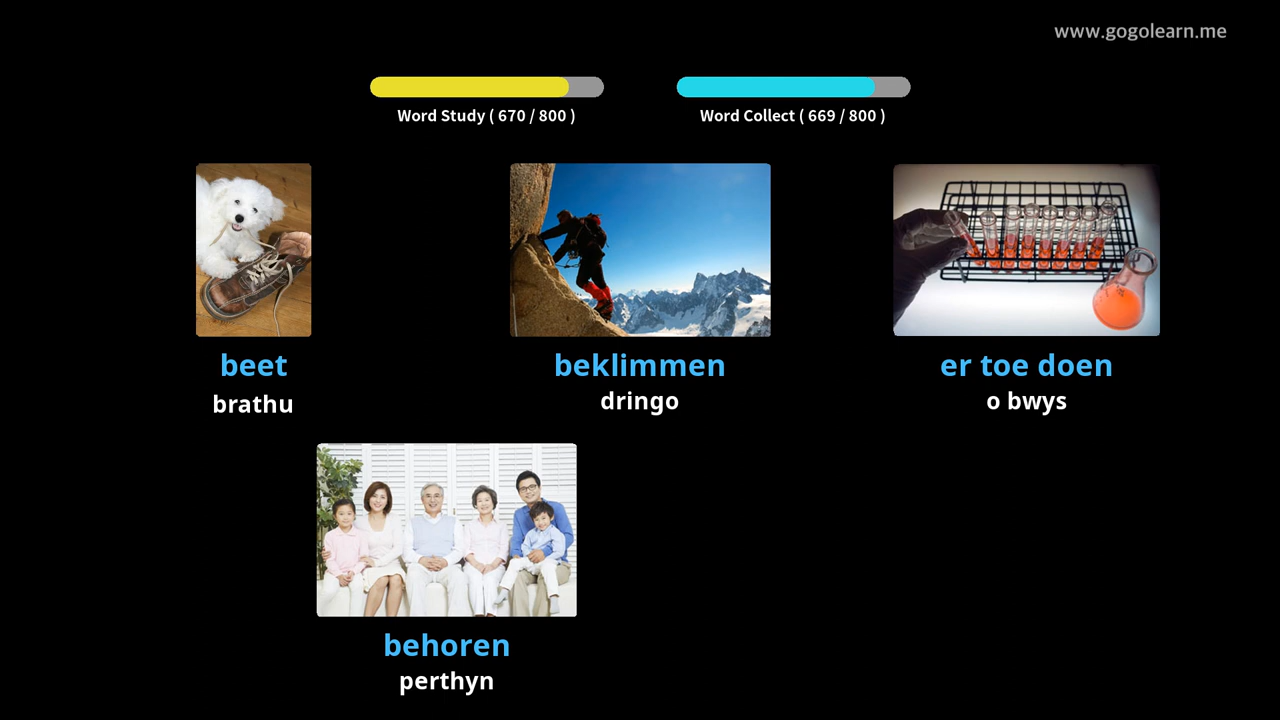 www.gogolearn.me
Word Study ( 670 / 800 )
Word Collect ( 669 / 800 )
beet
brathu
beklimmen
dringo
er toe doen
o bwys
behoren
perthyn